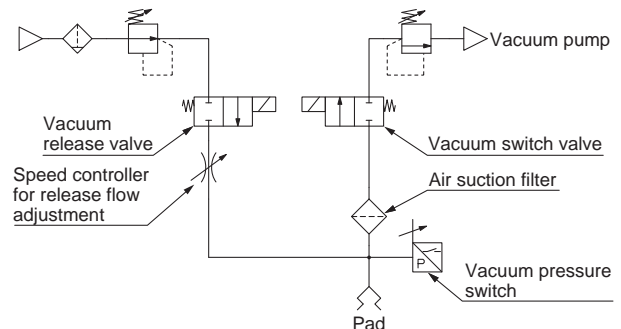 Vacuum pump
Vacuum
release valve
Vacuum switch valve
Speed controller
for release flow
adjustment
Air suction filter
P
Vacuum pressure
switch
Pad